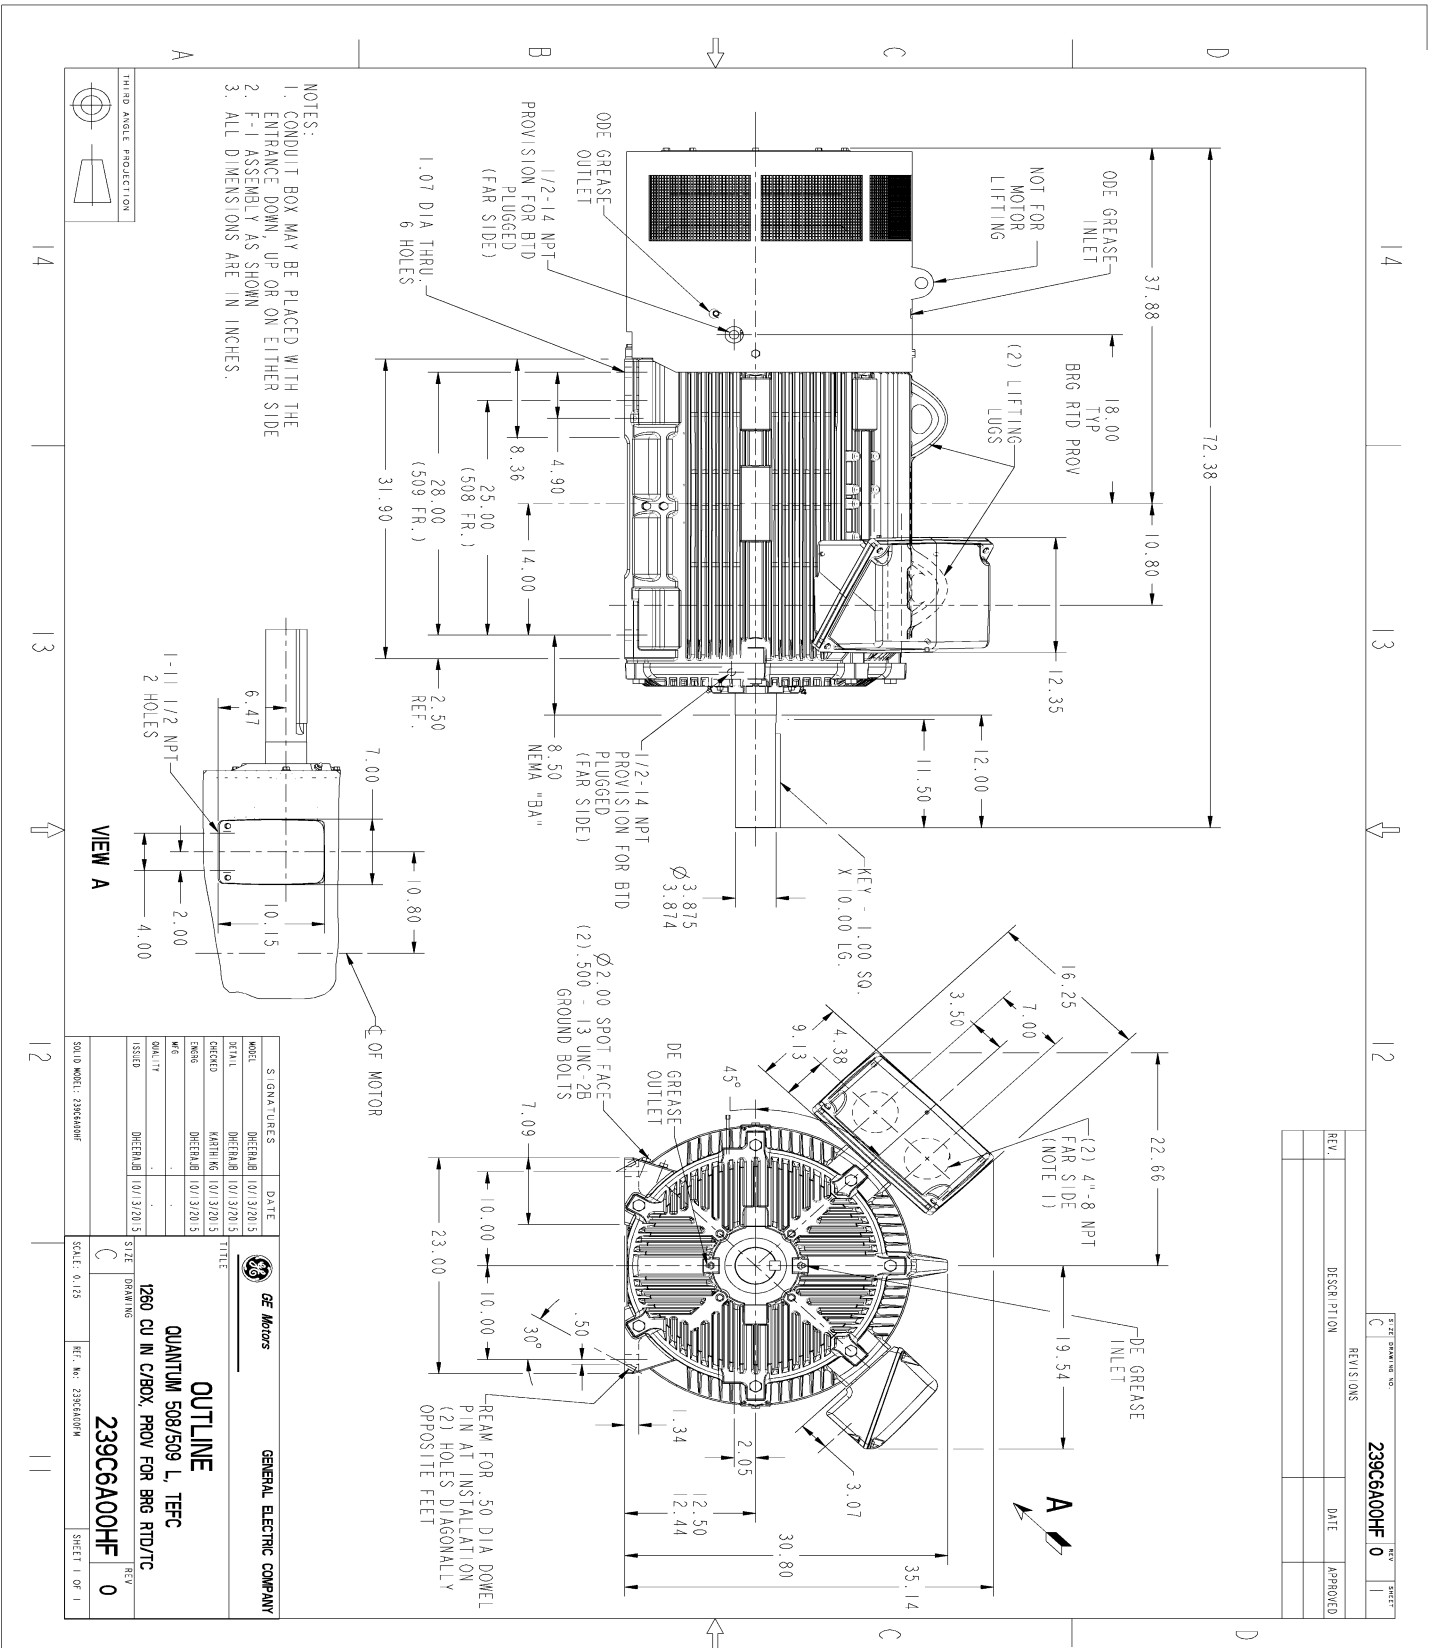 14
13
12
11
D
C
B
A
SIZE
C
DRAWING NO.
239C6A00HF
REV
0
SHEET
1
REVISIONS
REV.
DESCRIPTION
DATE
APPROVED
72.38
37.88
10.80
12.00
11.50
18.00
TYP
BRG RTD PROV
12.35
ODE GREASE
INLET
NOT FOR
MOTOR
LIFTING
(2) LIFTING
LUGS
KEY - 1.00 SQ.
X 10.00 LG.
Ø 3.875
3.874
ODE GREASE
OUTLET
1/2-14 NPT
PROVISION FOR BTD
PLUGGED
(FAR SIDE)
1.07 DIA THRU.
6 HOLES
4.90
8.36
14.00
25.00
(508 FR.)
28.00
(509 FR.)
31.90
2.50
REF.
8.50
NEMA "BA"
1/2-14 NPT
PROVISION FOR BTD
PLUGGED
(FAR SIDE)
22.66
19.54
16.25
7.00
3.50
4.38
9.13
45°
(2) 4"-8 NPT
FAR SIDE
(NOTE 1)
DE GREASE
INLET
DE GREASE
OUTLET
Ø 2.00 SPOT FACE
(2).500 - 13 UNC-2B
GROUND BOLTS
A
3.07
2.05
1.34
12.50
12.44
30.80
35.14
7.09
10.00
10.00
23.00
.50
30°
REAM FOR .50 DIA DOWEL
PIN AT INSTALLATION
(2) HOLES DIAGONALLY
OPPOSITE FEET
7.00
10.80
6.47
10.15
2.00
4.00
1-11 1/2 NPT
2 HOLES
℄ OF MOTOR
VIEW A
NOTES:
1. CONDUIT BOX MAY BE PLACED WITH THE
ENTRANCE DOWN, UP OR ON EITHER SIDE
2. F-1 ASSEMBLY AS SHOWN
3. ALL DIMENSIONS ARE IN INCHES.
THIRD ANGLE PROJECTION
SIGNATURES
DATE
MODEL DHEERAJB 10/13/2015
DETAIL DHEERAJB 10/13/2015
CHECKED KARTHIKG 10/13/2015
ENGRG DHEERAJB 10/13/2015
MFG . .
QUALITY . .
ISSUED DHEERAJB 10/13/2015
SOLID MODEL: 239C6A00HF
GE Motors
GENERAL ELECTRIC COMPANY
TITLE
OUTLINE
QUANTUM 508/509 L, TEFC
1260 CU IN C/BOX, PROV FOR BRG RTD/TC
SIZE
C
DRAWING
239C6A00HF
REV
0
SCALE: 0.125
REF. No: 239C6A00FM
SHEET 1 OF 1
14
13
12
11
A
B
C
D